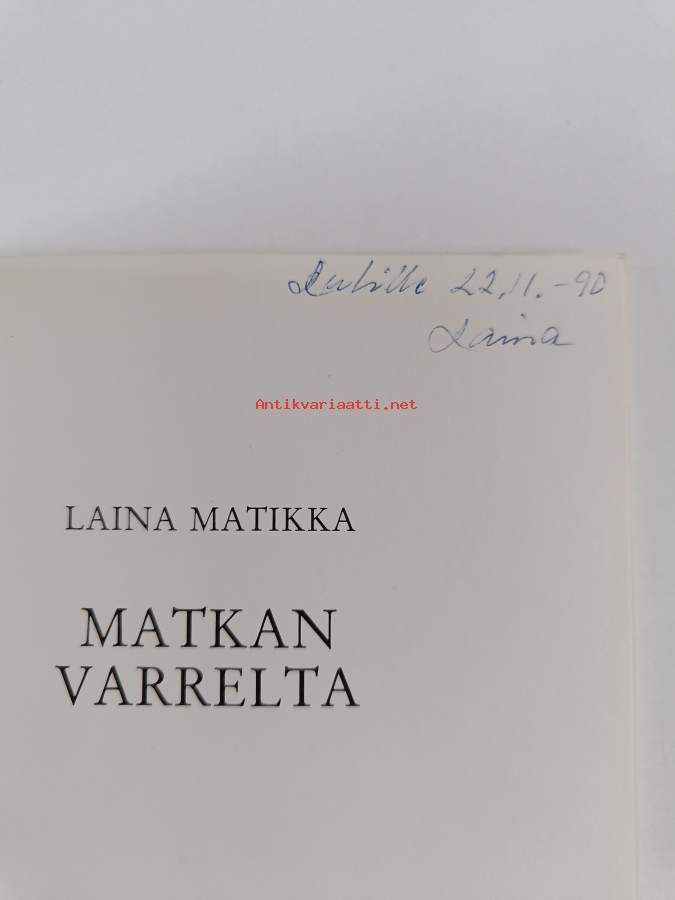 22.11.-90
Laina
Antikvariaatti.net
LAINA MATIKKA
MATKAN
VARRELTA